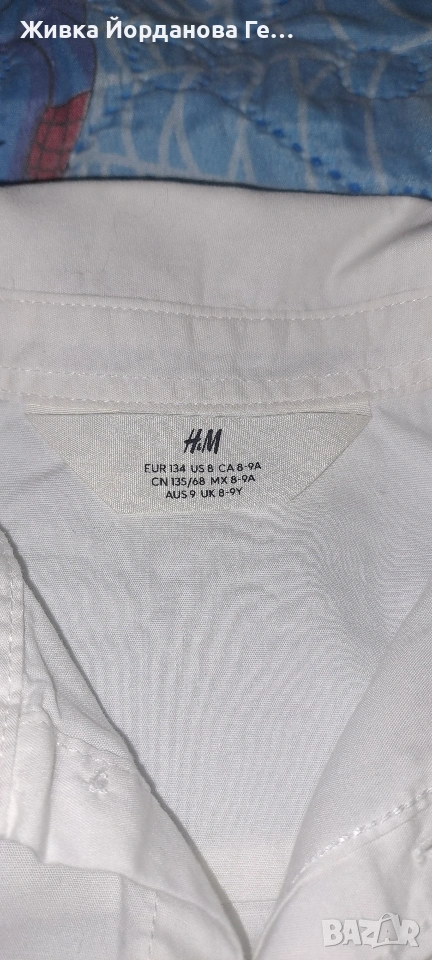 Живка Йорданова Ге...
H&M
EUR 134 US 8 CA 8-9A
CN 135/68 MX 8-9A
AUS 9 UK 8-9Y
BAZAR